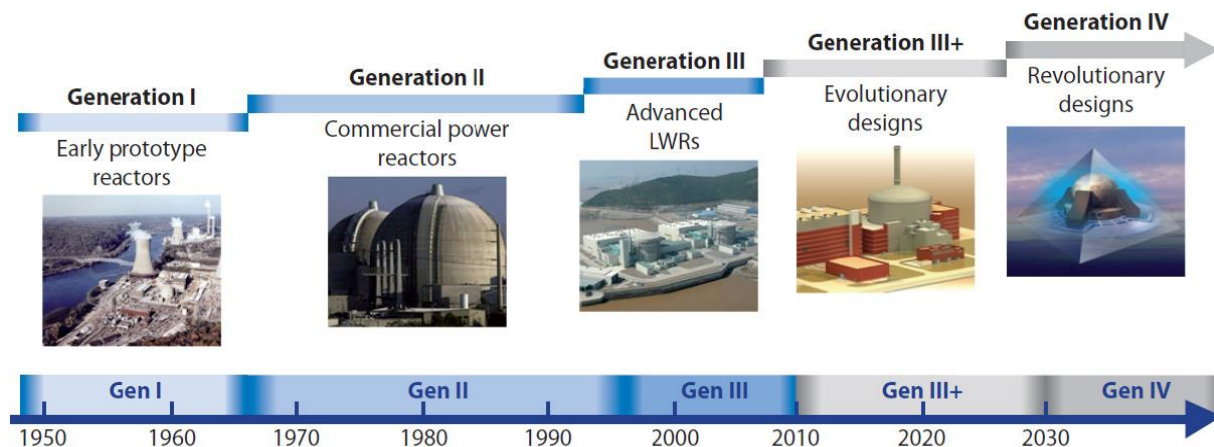 Generation I
Early prototype
reactors
Generation II
Commercial power
reactors
Generation III
Advanced
LWRs
Generation III+
Evolutionary
designs
Generation IV
Revolutionary
designs
Gen I
Gen II
Gen III
Gen III+
Gen IV
1950
1960
1970
1980
1990
2000
2010
2020
2030